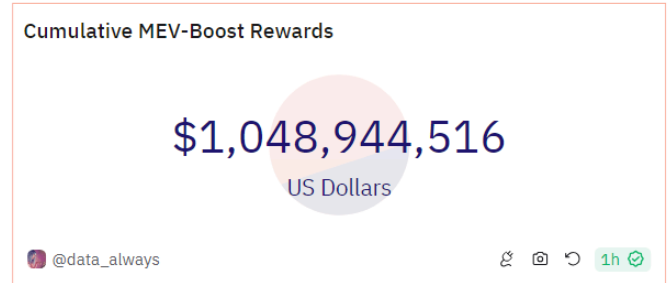 Cumulative MEV-Boost Rewards
$1,048,944,516
US Dollars
@data_always
1h